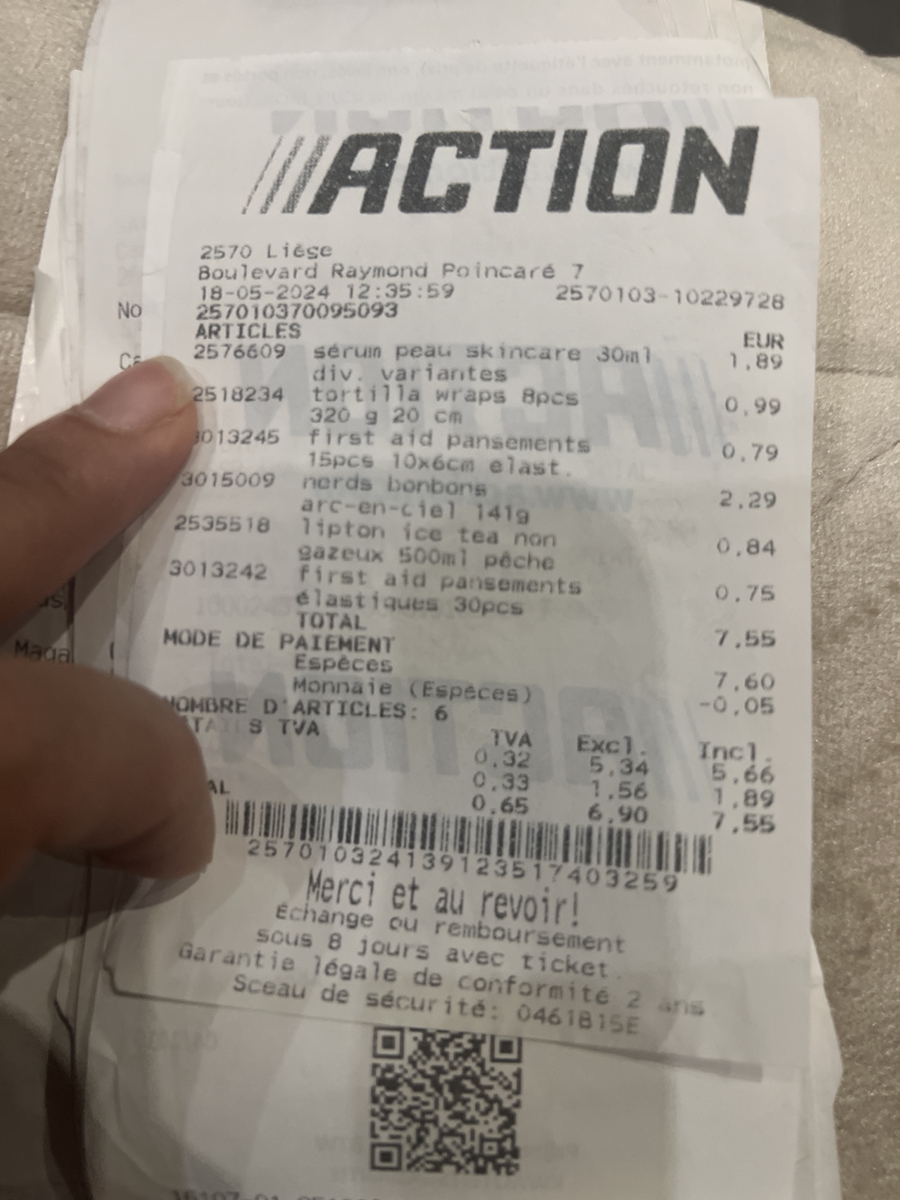 ACTION
2570 Liège
Boulevard Raymond Poincaré 7
18-05-2024 12:35:59 2570103-10229728
257010370095093
ARTICLES EUR
2576609 sérum peau skincare 30ml 1,89
div. variantes
2518234 tortilla wraps 8pcs 0,99
320 g 20 cm
3013245 first aid pansements 0,79
15pcs 10x6cm elast.
3015009 nerds bonbons 2,29
arc-en-ciel 141g
2535518 lipton ice tea non 0,84
gazeux 500ml pêche
3013242 first aid pansements 0,75
élastiques 30pcs
TOTAL 7,55
MODE DE PAIEMENT
Espèces 7,60
Monnaie (Espèces) -0,05
NOMBRE D'ARTICLES: 6
TAILS TVA TVA Excl. Incl.
0,32 5,34 5,66
0,33 1,56 1,89
AL 0,65 6,90 7,55
257010324139123517403259
Merci et au revoir!
Échange ou remboursement
sous 8 jours avec ticket.
Garantie légale de conformité 2 ans
Sceau de sécurité: 0461815E
No
Maga